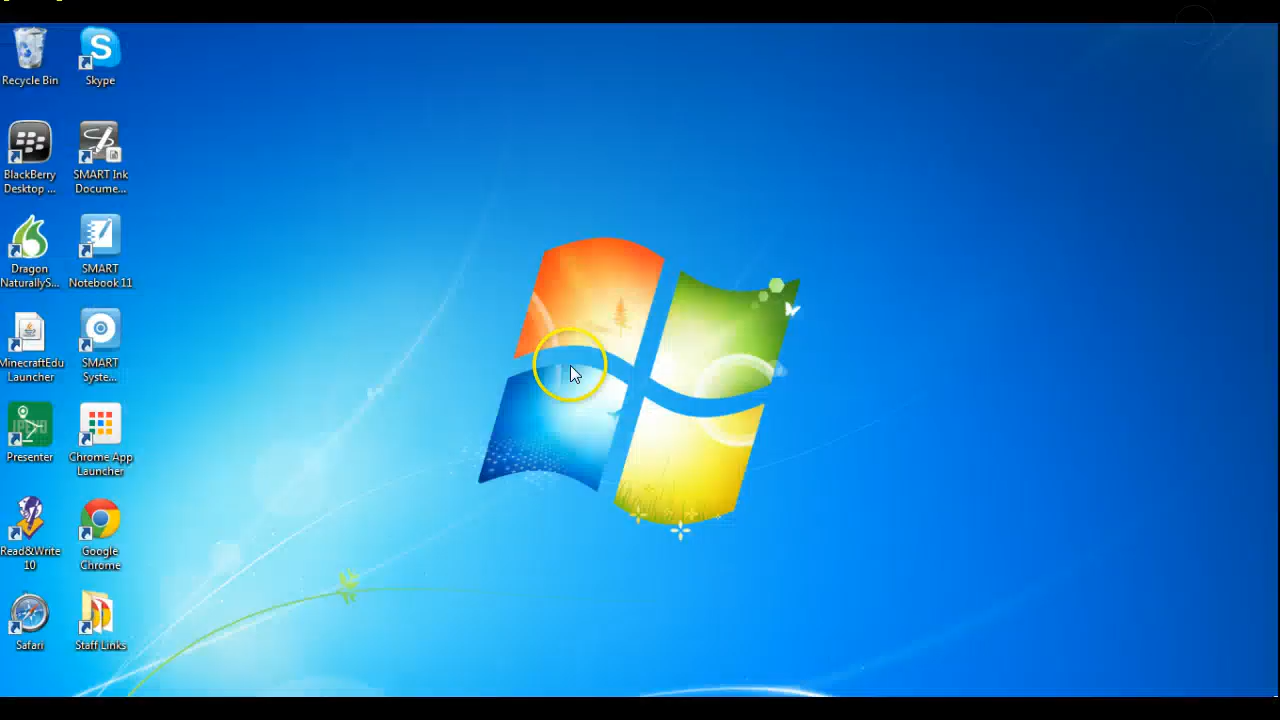 Recycle Bin
Skype
BlackBerry
Desktop ...
SMART Ink
Docume...
Dragon
NaturallyS...
SMART
Notebook 11
MinecraftEdu
Launcher
SMART
Syste...
Presenter
Chrome App
Launcher
Read&Write
10
Google
Chrome
Safari
Staff Links